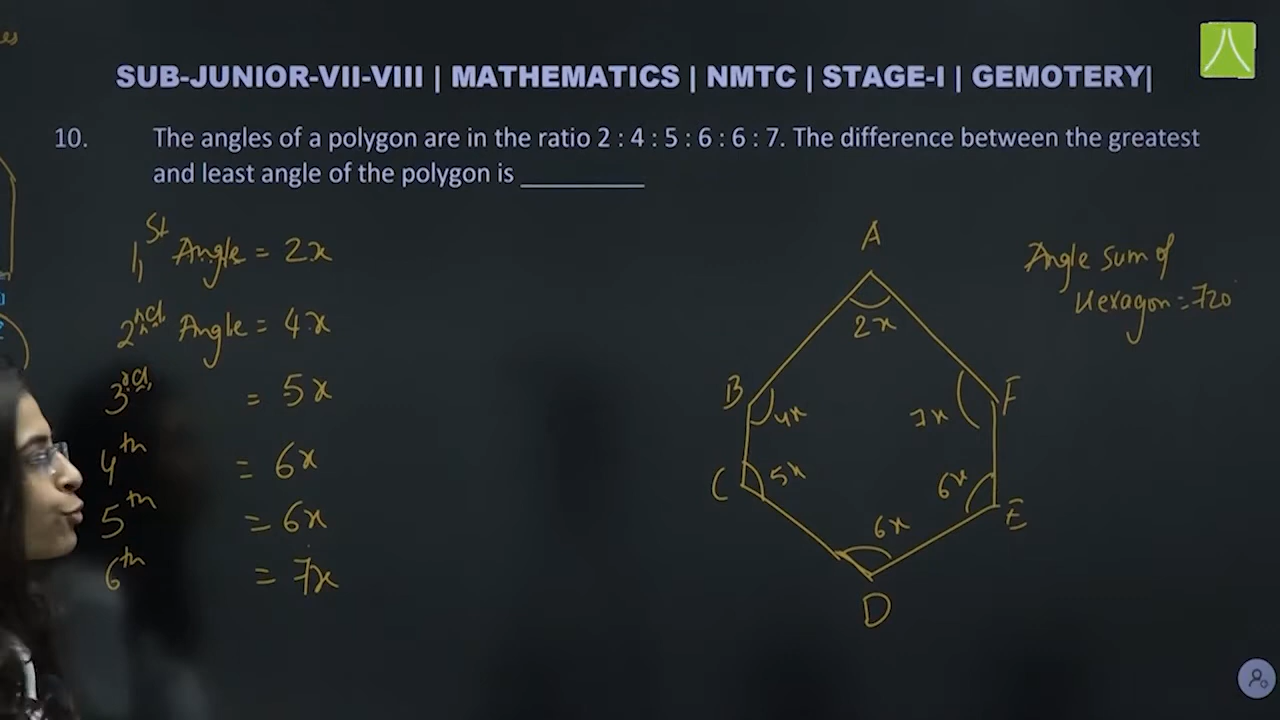 SUB-JUNIOR-VII-VIII | MATHEMATICS | NMTC | STAGE-I | GEMOTERY|
10. The angles of a polygon are in the ratio 2 : 4 : 5 : 6 : 6 : 7. The difference between the greatest
and least angle of the polygon is __________
1st Angle = 2x
2nd Angle = 4x
3rd = 5x
4th = 6x
5th = 6x
6th = 7x
A
2x
B
4x
7x
F
C
5x
6x
E
6x
D
Angle sum of
Hexagon = 720°